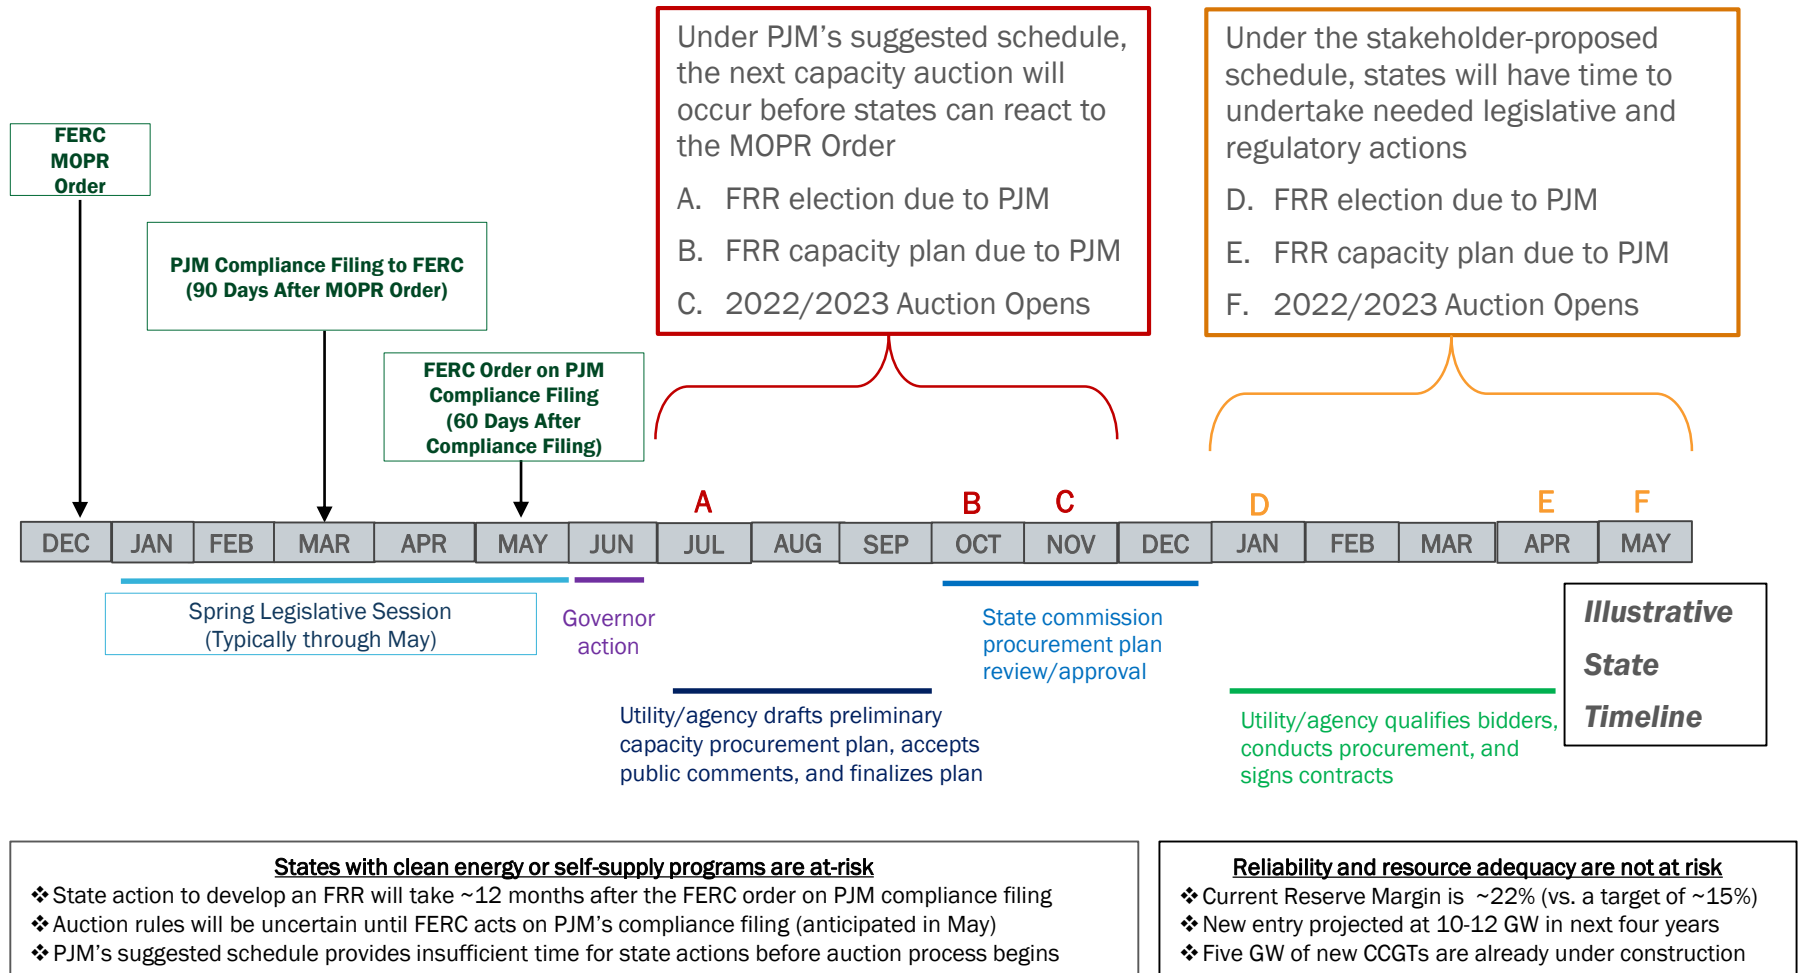 FERC
MOPR
Order
PJM Compliance Filing to FERC
(90 Days After MOPR Order)
FERC Order on PJM
Compliance Filing
(60 Days After
Compliance Filing)
Under PJM’s suggested schedule,
the next capacity auction will
occur before states can react to
the MOPR Order
A. FRR election due to PJM
B. FRR capacity plan due to PJM
C. 2022/2023 Auction Opens
Under the stakeholder-proposed
schedule, states will have time to
undertake needed legislative and
regulatory actions
D. FRR election due to PJM
E. FRR capacity plan due to PJM
F. 2022/2023 Auction Opens
A B C D E F
DEC JAN FEB MAR APR MAY JUN JUL AUG SEP OCT NOV DEC JAN FEB MAR APR MAY
Spring Legislative Session
(Typically through May)
Governor
action
State commission
procurement plan
review/approval
Utility/agency drafts preliminary
capacity procurement plan, accepts
public comments, and finalizes plan
Utility/agency qualifies bidders,
conducts procurement, and
signs contracts
Illustrative
State
Timeline
States with clean energy or self-supply programs are at-risk
❖ State action to develop an FRR will take ~12 months after the FERC order on PJM compliance filing
❖ Auction rules will be uncertain until FERC acts on PJM’s compliance filing (anticipated in May)
❖ PJM’s suggested schedule provides insufficient time for state actions before auction process begins
Reliability and resource adequacy are not at risk
❖ Current Reserve Margin is ~22% (vs. a target of ~15%)
❖ New entry projected at 10-12 GW in next four years
❖ Five GW of new CCGTs are already under construction